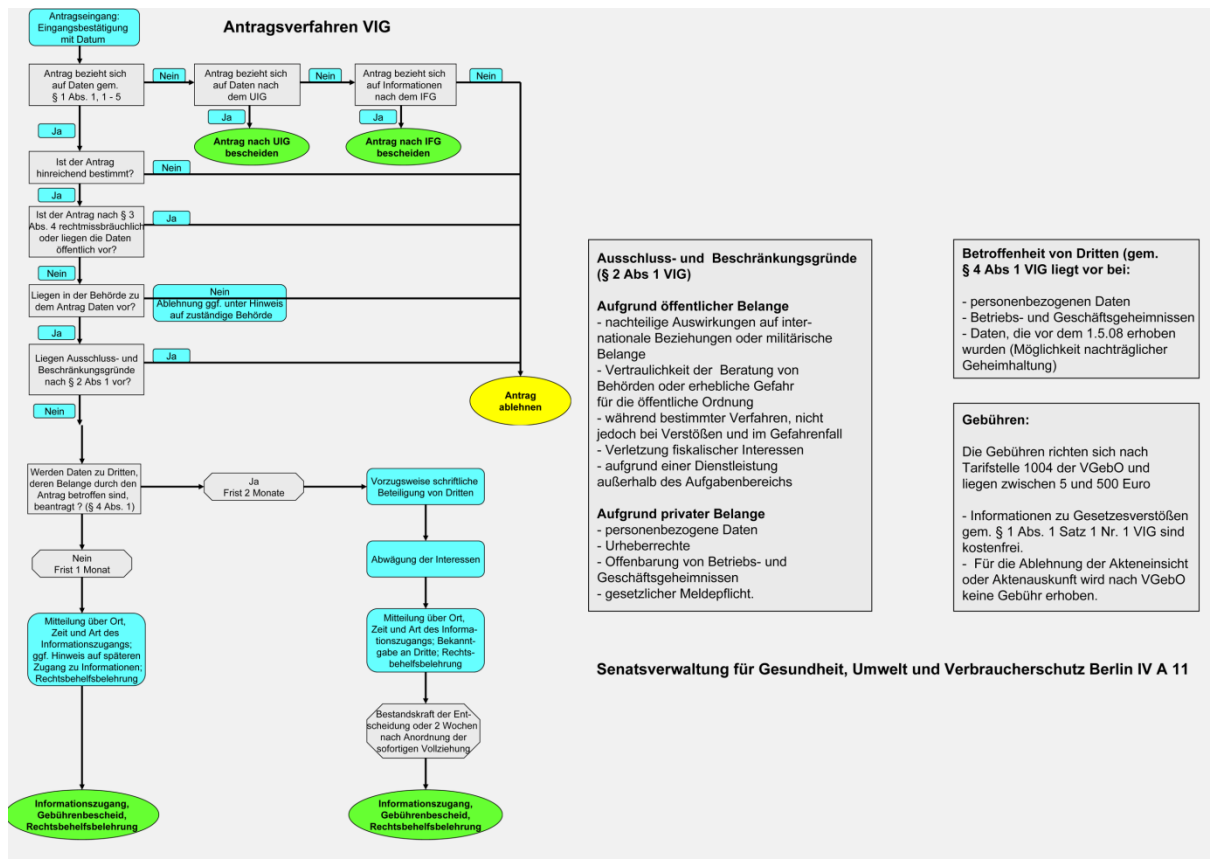 Antragseingang:
Eingangsbestätigung
mit Datum
Antragsverfahren VIG
Antrag bezieht sich
auf Daten gem.
§ 1 Abs. 1, 1 - 5
Nein
Antrag bezieht sich
auf Daten nach
dem UIG
Nein
Antrag bezieht sich
auf Informationen
nach dem IFG
Nein
Ja
Ja
Ja
Antrag nach UIG
bescheiden
Antrag nach IFG
bescheiden
Ist der Antrag
hinreichend bestimmt?
Nein
Ja
Ist der Antrag nach § 3
Abs. 4 rechtmissbräuchlich
oder liegen die Daten
öffentlich vor?
Ja
Nein
Liegen in der Behörde zu
dem Antrag Daten vor?
Nein
Ablehnung ggf. unter Hinweis
auf zuständige Behörde
Ja
Liegen Ausschluss- und
Beschränkungsgründe
nach § 2 Abs 1 vor?
Ja
Antrag
ablehnen
Nein
Werden Daten zu Dritten,
deren Belange durch den
Antrag betroffen sind,
beantragt ? (§ 4 Abs. 1)
Ja
Frist 2 Monate
Vorzugsweise schriftliche
Beteiligung von Dritten
Nein
Frist 1 Monat
Abwägung der Interessen
Mitteilung über Ort,
Zeit und Art des
Informationszugangs;
ggf. Hinweis auf späteren
Zugang zu Informationen;
Rechtsbehelfsbelehrung
Mitteilung über Ort,
Zeit und Art des Informa-
tionszugangs; Bekannt-
gabe an Dritte; Rechts-
behelfsbelehrung
Bestandskraft der Ent-
scheidung oder 2 Wochen
nach Anordnung der
sofortigen Vollziehung
Informationszugang,
Gebührenbescheid,
Rechtsbehelfsbelehrung
Informationszugang,
Gebührenbescheid,
Rechtsbehelfsbelehrung
Ausschluss- und Beschränkungsgründe
(§ 2 Abs 1 VIG)
Aufgrund öffentlicher Belange
- nachteilige Auswirkungen auf inter-
nationale Beziehungen oder militärische
Belange
- Vertraulichkeit der Beratung von
Behörden oder erhebliche Gefahr
für die öffentliche Ordnung
- während bestimmter Verfahren, nicht
jedoch bei Verstößen und im Gefahrenfall
- Verletzung fiskalischer Interessen
- aufgrund einer Dienstleistung
außerhalb des Aufgabenbereichs
Aufgrund privater Belange
- personenbezogene Daten
- Urheberrechte
- Offenbarung von Betriebs- und
Geschäftsgeheimnissen
- gesetzlicher Meldepflicht.
Betroffenheit von Dritten (gem.
§ 4 Abs 1 VIG liegt vor bei:
- personenbezogenen Daten
- Betriebs- und Geschäftsgeheimnissen
- Daten, die vor dem 1.5.08 erhoben
wurden (Möglichkeit nachträglicher
Geheimhaltung)
Gebühren:
Die Gebühren richten sich nach
Tarifstelle 1004 der VGebO und
liegen zwischen 5 und 500 Euro
- Informationen zu Gesetzesverstößen
gem. § 1 Abs. 1 Satz 1 Nr. 1 VIG sind
kostenfrei.
- Für die Ablehnung der Akteneinsicht
oder Aktenauskunft wird nach VGebO
keine Gebühr erhoben.
Senatsverwaltung für Gesundheit, Umwelt und Verbraucherschutz Berlin IV A 11